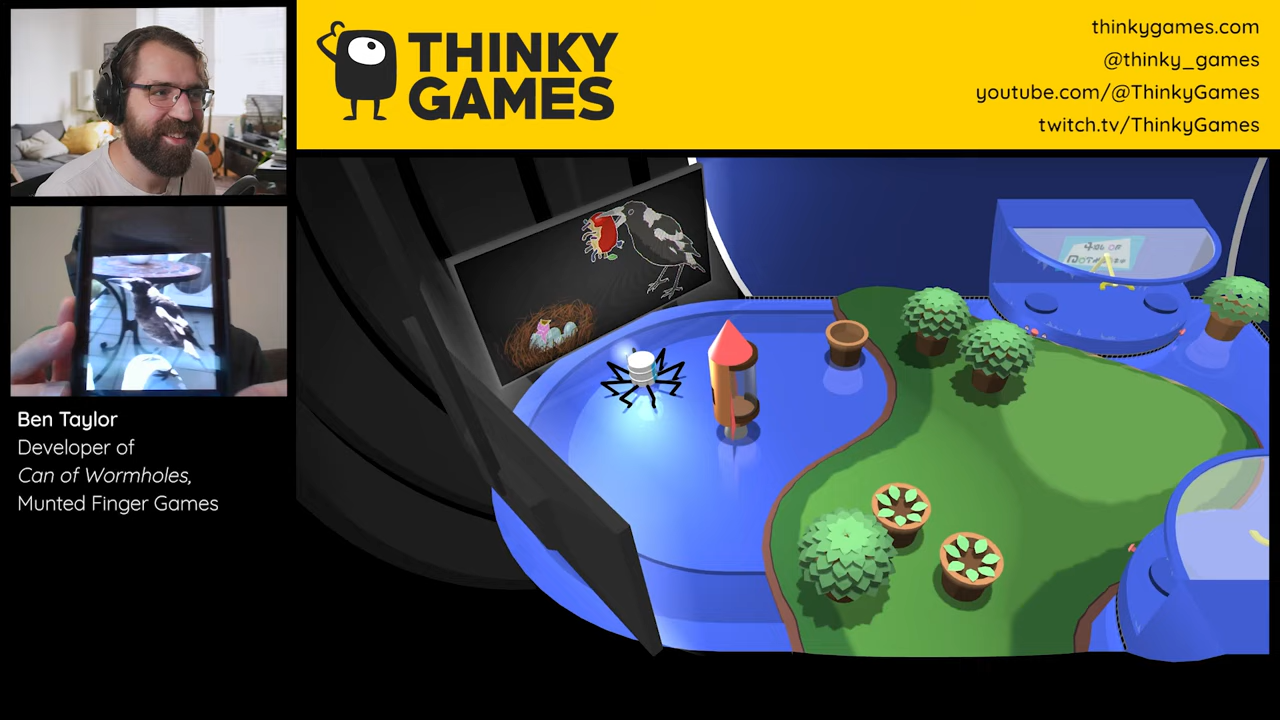 THINKY
GAMES
thinkygames.com
@thinky_games
youtube.com/@ThinkyGames
twitch.tv/ThinkyGames
Ben Taylor
Developer of
Can of Wormholes,
Munted Finger Games